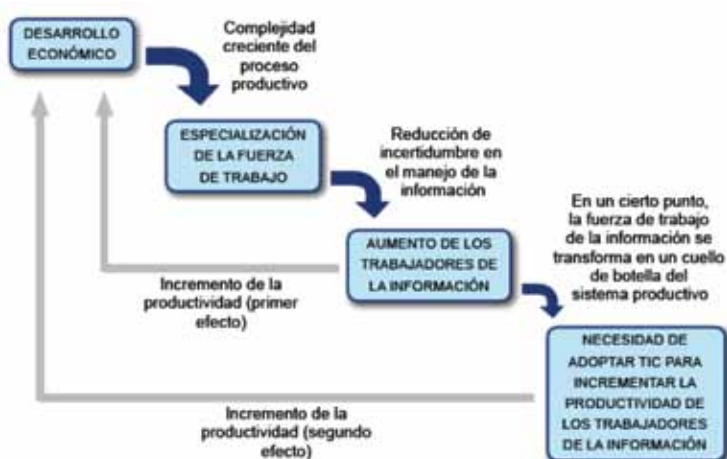 DESARROLLO
ECONÓMICO
Complejidad
creciente del
proceso
productivo
ESPECIALIZACIÓN
DE LA FUERZA
DE TRABAJO
Reducción de
incertidumbre en
el manejo de la
información
AUMENTO DE LOS
TRABAJADORES DE
LA INFORMACIÓN
En un cierto punto,
la fuerza de trabajo
de la información se
transforma en un cuello
de botella del
sistema productivo
NECESIDAD DE
ADOPTAR TIC PARA
INCREMENTAR LA
PRODUCTIVIDAD DE
LOS TRABAJADORES
DE LA INFORMACIÓN
Incremento de la
productividad (primer
efecto)
Incremento de la
productividad (segundo
efecto)